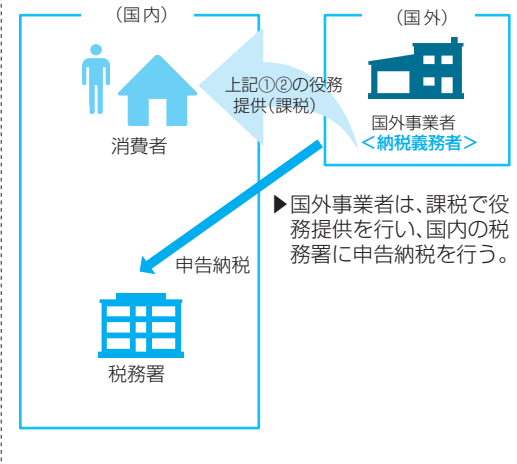 （国内）
（国外）
上記①②の役務
提供（課税）
消費者
国外事業者
＜納税義務者＞
▶国外事業者は、課税で役
務提供を行い、国内の税
務署に申告納税を行う。
申告納税
税務署